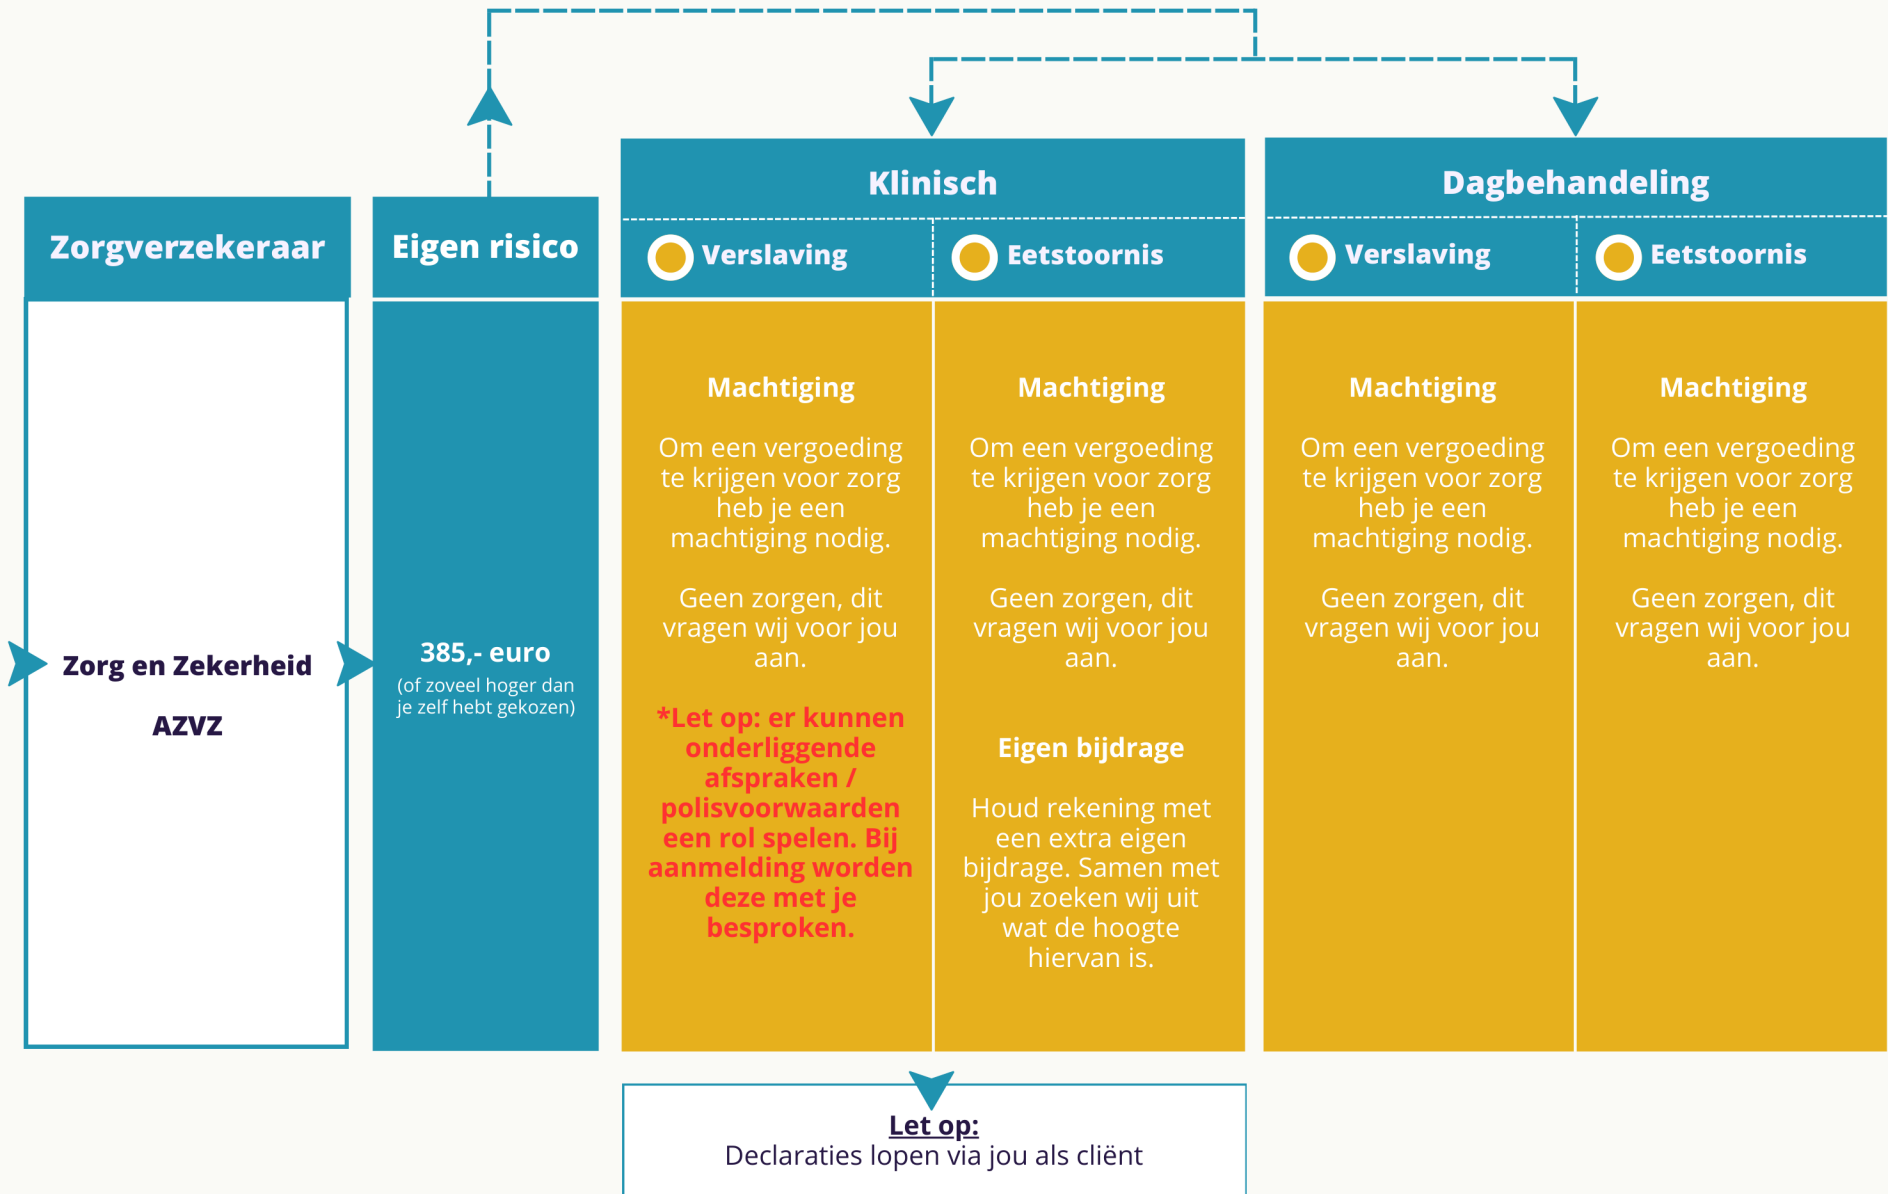 Zorgverzekeraar
Zorg en Zekerheid
AZVZ
Eigen risico
385,- euro
(of zoveel hoger dan
je zelf hebt gekozen)
Klinisch
Verslaving
Machtiging
Om een vergoeding
te krijgen voor zorg
heb je een
machtiging nodig.
Geen zorgen, dit
vragen wij voor jou
aan.
*Let op: er kunnen
onderliggende
afspraken /
polisvoorwaarden
een rol spelen. Bij
aanmelding worden
deze met je
besproken.
Eetstoornis
Machtiging
Om een vergoeding
te krijgen voor zorg
heb je een
machtiging nodig.
Geen zorgen, dit
vragen wij voor jou
aan.
Eigen bijdrage
Houd rekening met
een extra eigen
bijdrage. Samen met
jou zoeken wij uit
wat de hoogte
hiervan is.
Dagbehandeling
Verslaving
Machtiging
Om een vergoeding
te krijgen voor zorg
heb je een
machtiging nodig.
Geen zorgen, dit
vragen wij voor jou
aan.
Eetstoornis
Machtiging
Om een vergoeding
te krijgen voor zorg
heb je een
machtiging nodig.
Geen zorgen, dit
vragen wij voor jou
aan.
Let op:
Declaraties lopen via jou als cliënt